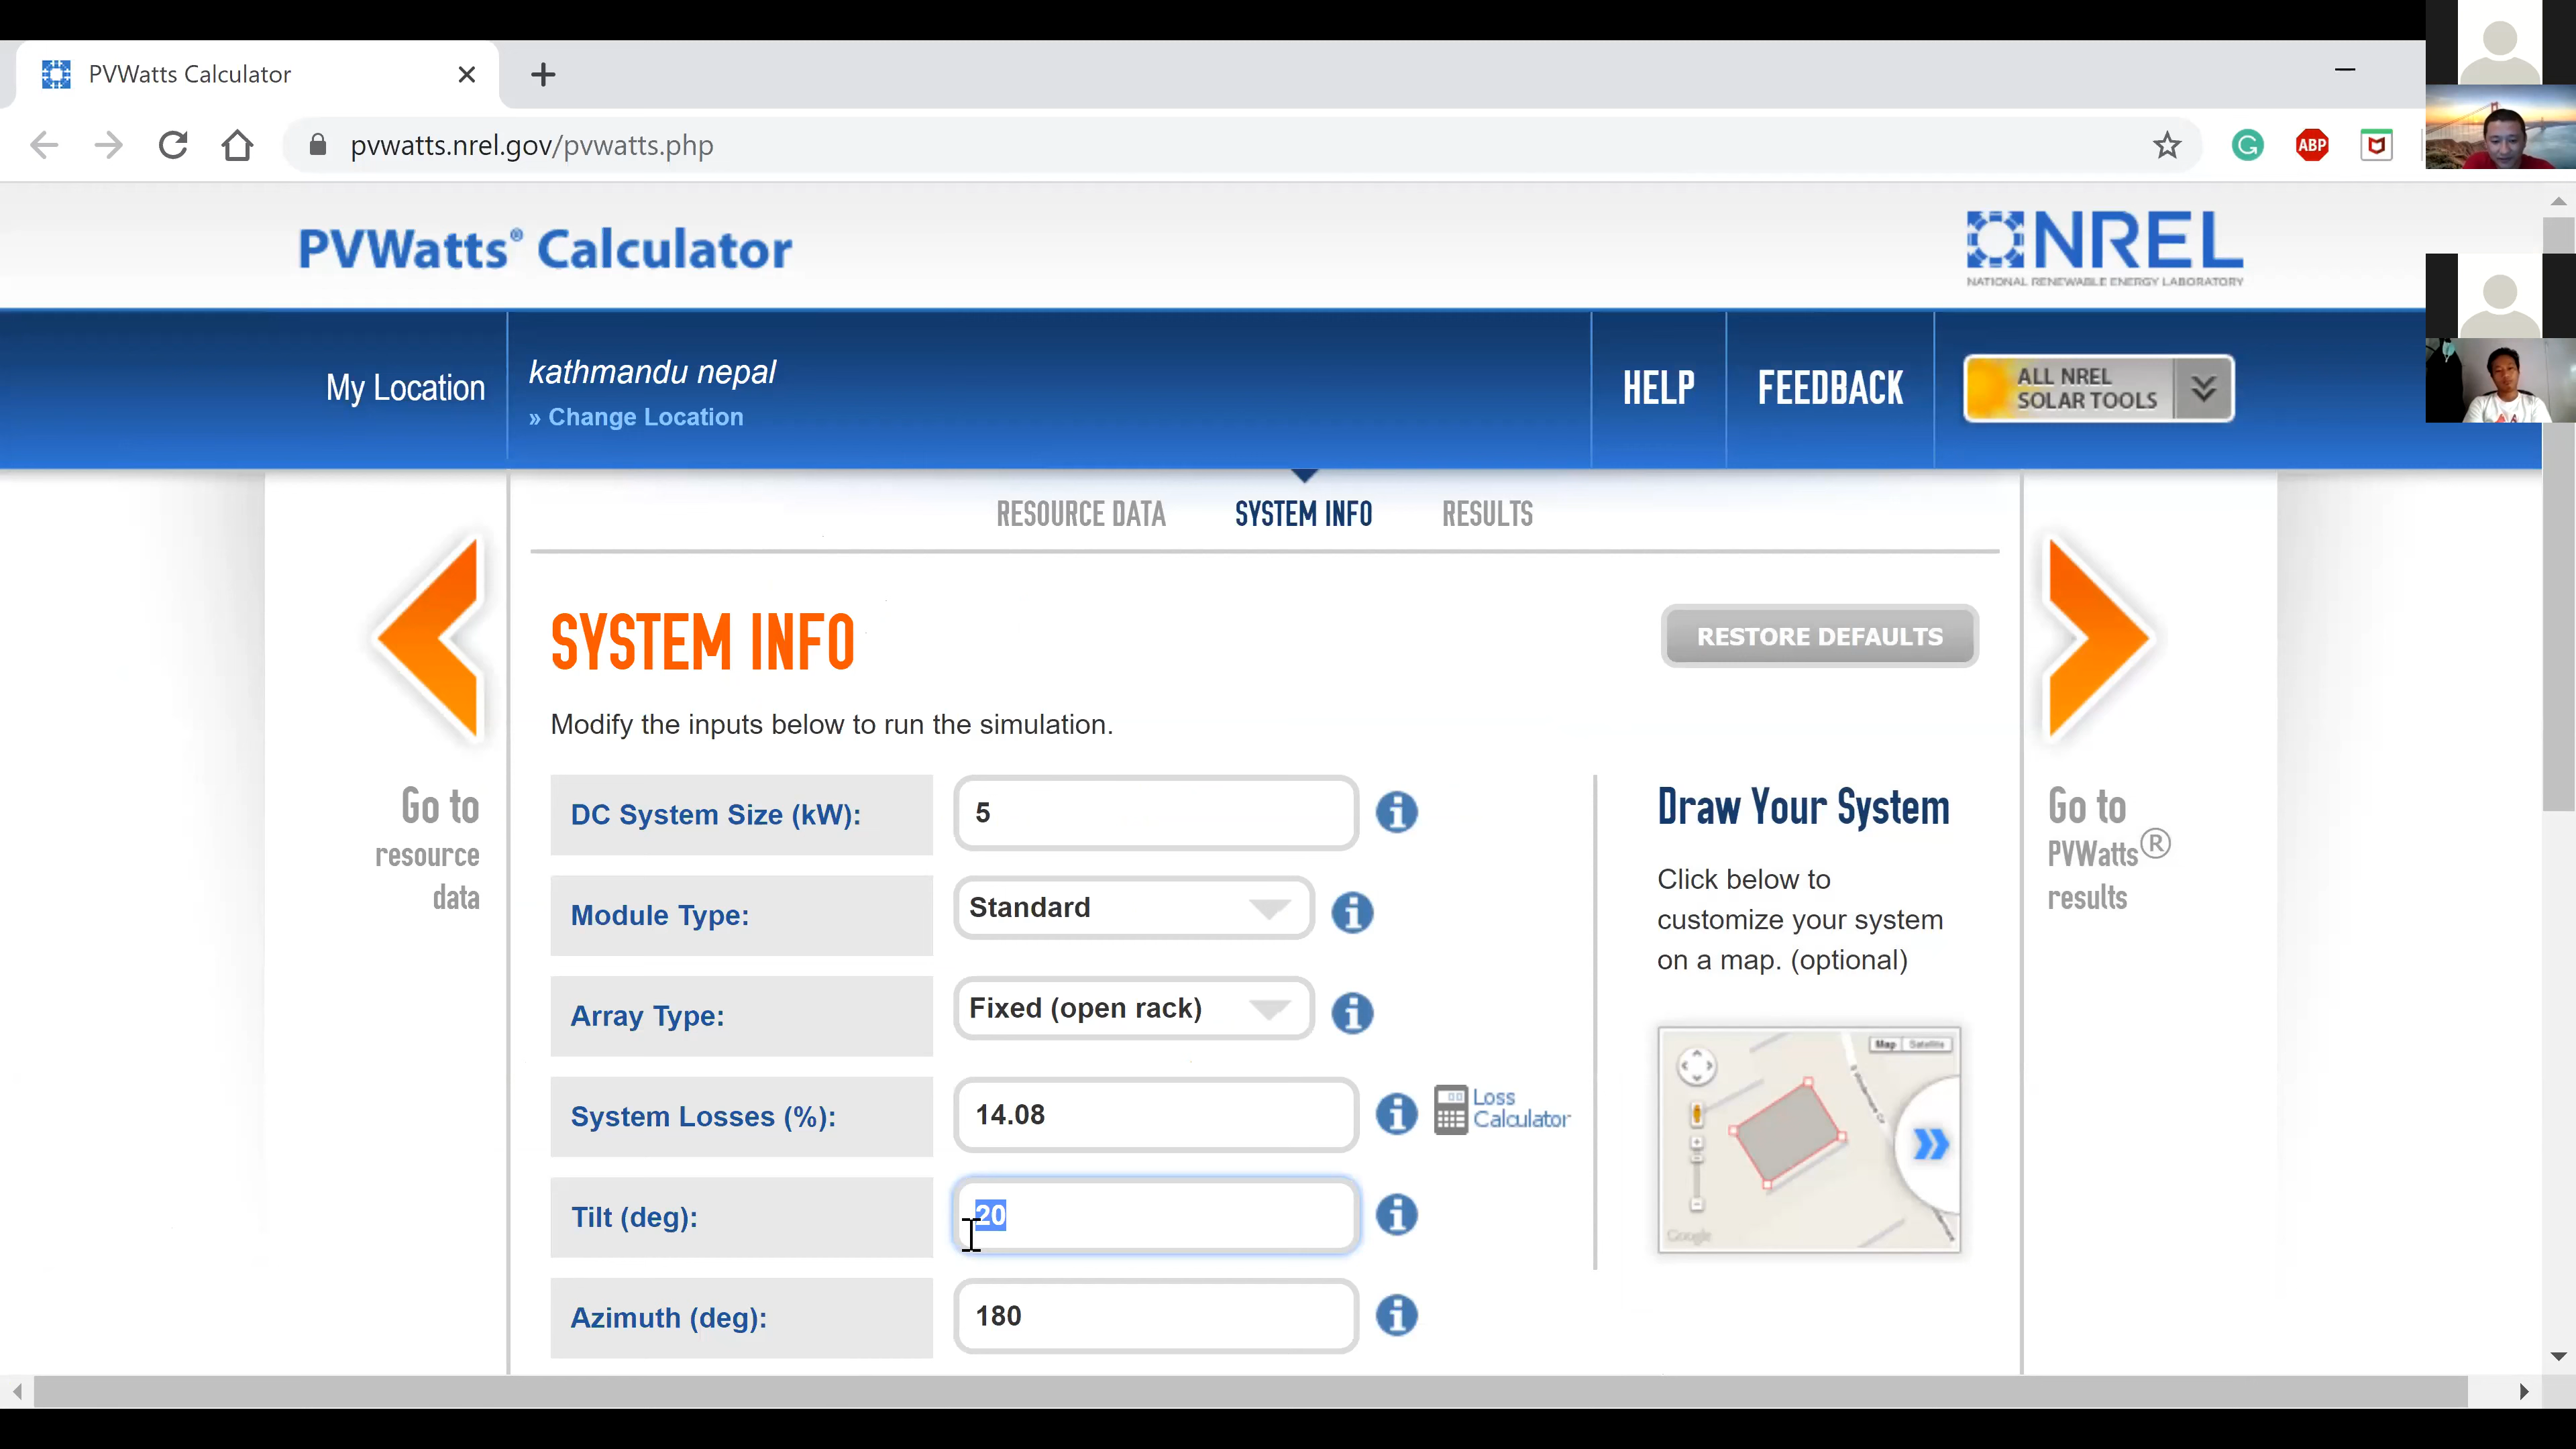 PVWatts Calculator
pvwatts.nrel.gov/pvwatts.php
ABP
PVWatts® Calculator
NREL
NATIONAL RENEWABLE ENERGY LABORATORY
My Location
kathmandu nepal
» Change Location
HELP
FEEDBACK
ALL NREL
SOLAR TOOLS
RESOURCE DATA
SYSTEM INFO
RESULTS
SYSTEM INFO
RESTORE DEFAULTS
Modify the inputs below to run the simulation.
Go to
resource
data
DC System Size (kW):
5
Module Type:
Standard
Array Type:
Fixed (open rack)
System Losses (%):
14.08
Loss
Calculator
Tilt (deg):
20
Azimuth (deg):
180
Draw Your System
Click below to
customize your system
on a map. (optional)
Map
Satellite
Google
Go to
PVWatts®
results